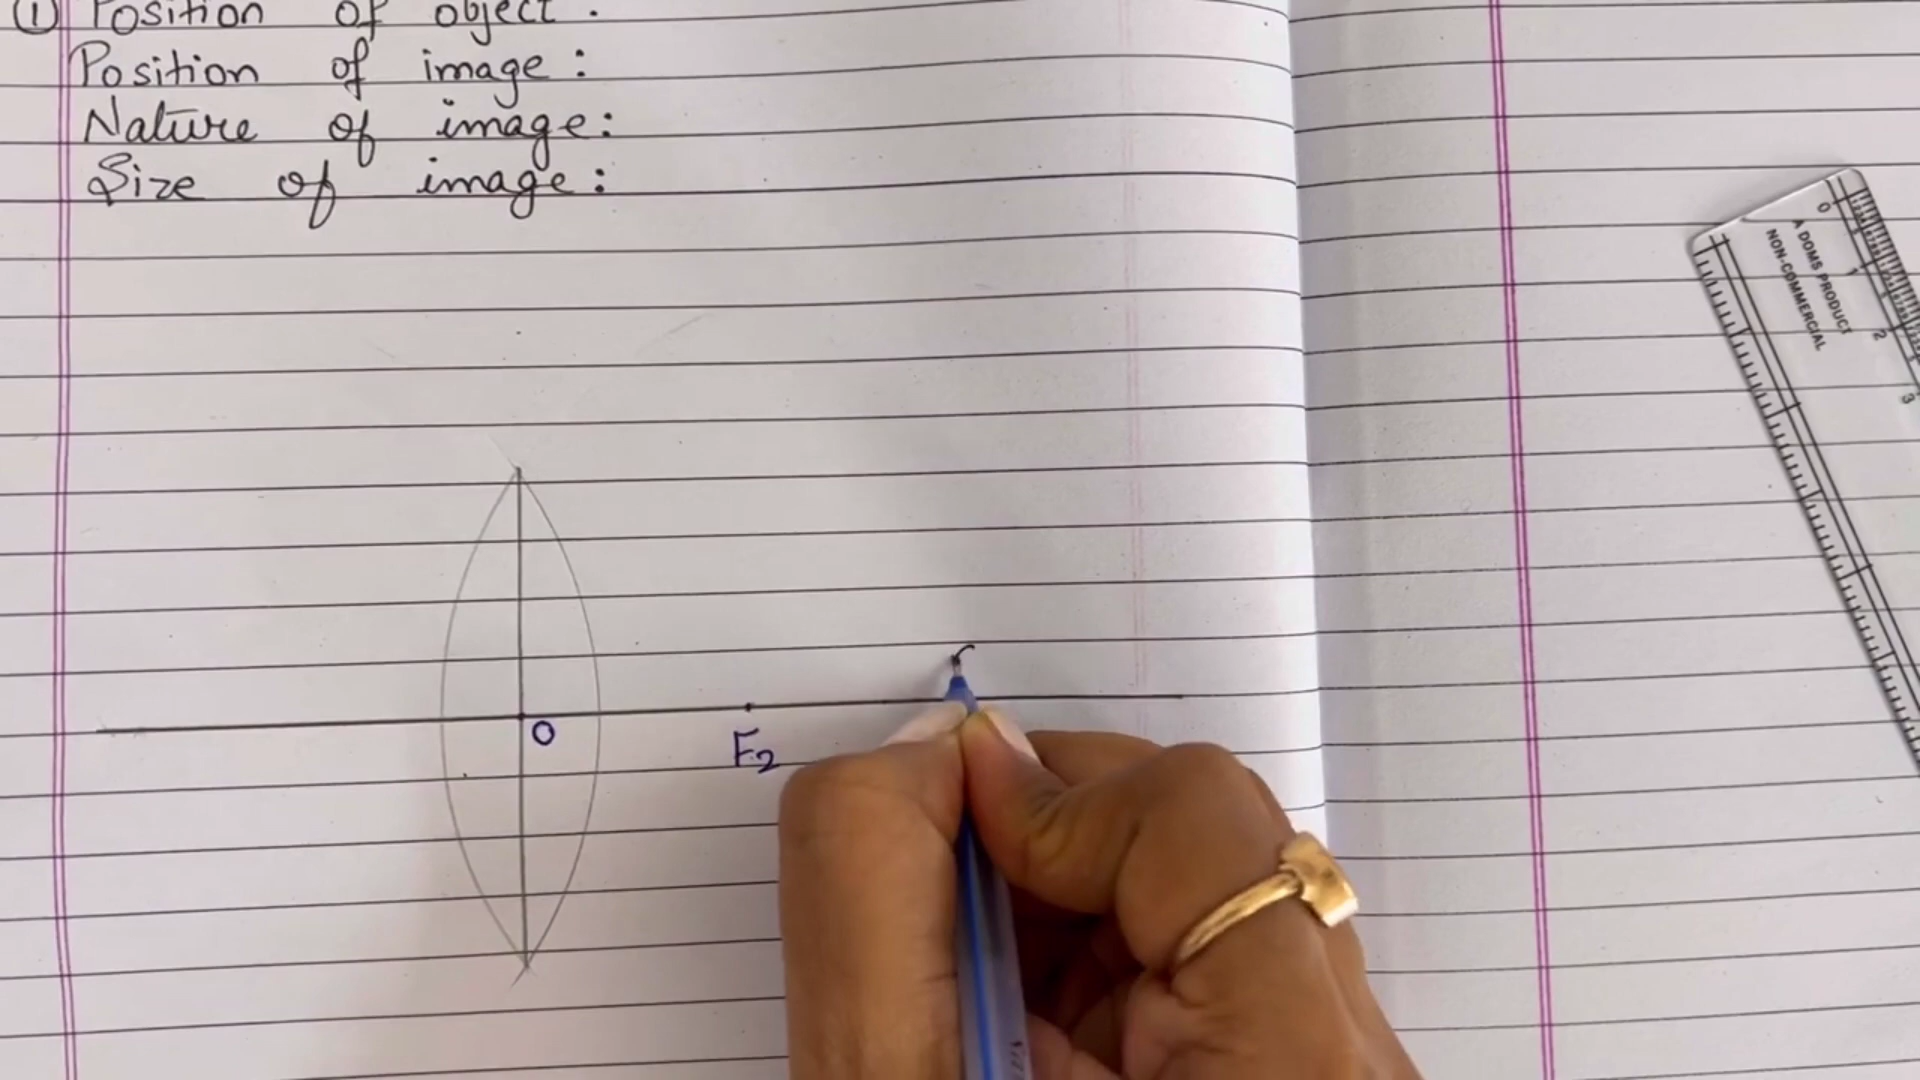 ① Position of object:
Position of image:
Nature of image:
Size of image:
O
F2
0
1
2
3
A DOMS PRODUCT
NON-COMMERCIAL